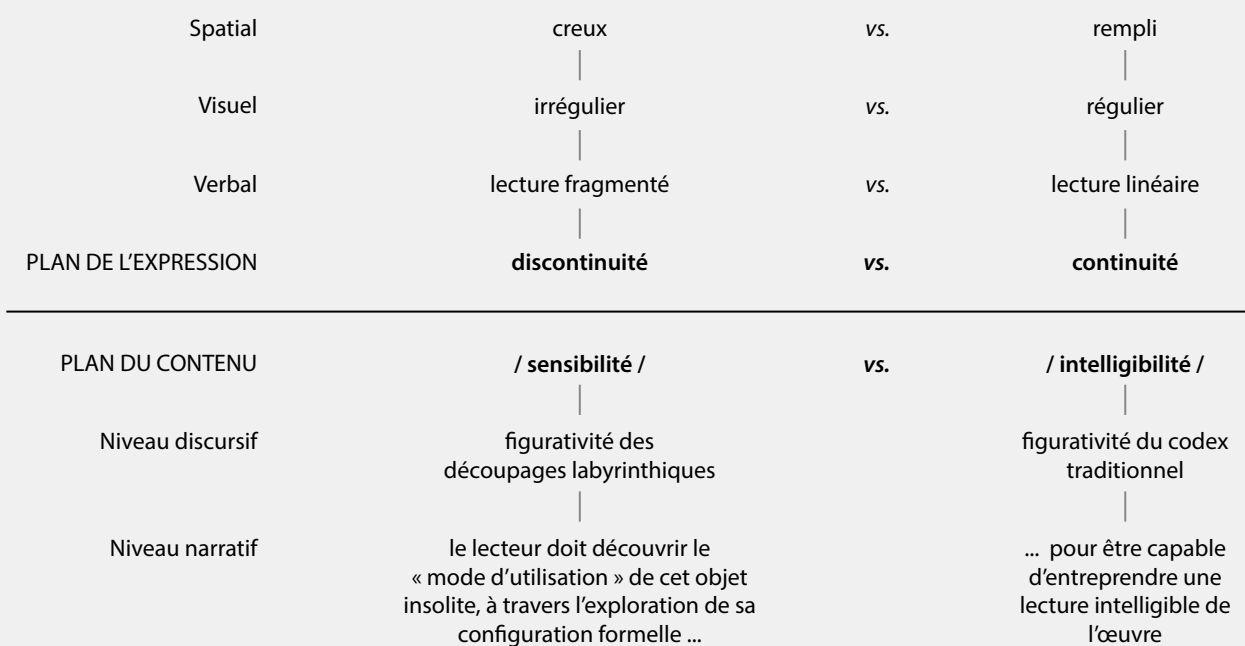 Spatial creux vs. rempli
Visuel irrégulier vs. régulier
Verbal lecture fragmenté vs. lecture linéaire
PLAN DE L'EXPRESSION discontinuité vs. continuité
PLAN DU CONTENU / sensibilité / vs. / intelligibilité /
Niveau discursif figurativité des figurativité du codex
découpages labyrinthiques traditionnel
Niveau narratif le lecteur doit découvrir le ... pour être capable
« mode d'utilisation » de cet objet d'entreprendre une
insolite, à travers l'exploration de sa lecture intelligible de
configuration formelle ... l'œuvre